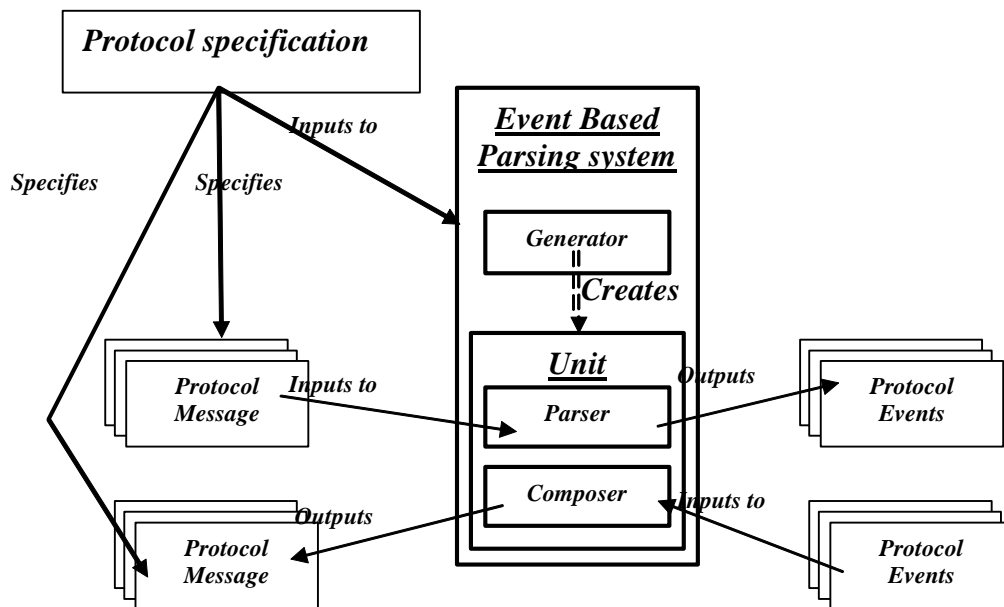 Protocol specification
Inputs to
Event Based
Parsing system
Specifies
Specifies
Generator
Creates
Unit
Protocol
Message
Inputs to
Parser
Outputs
Protocol
Events
Composer
Outputs
Inputs to
Protocol
Message
Protocol
Events